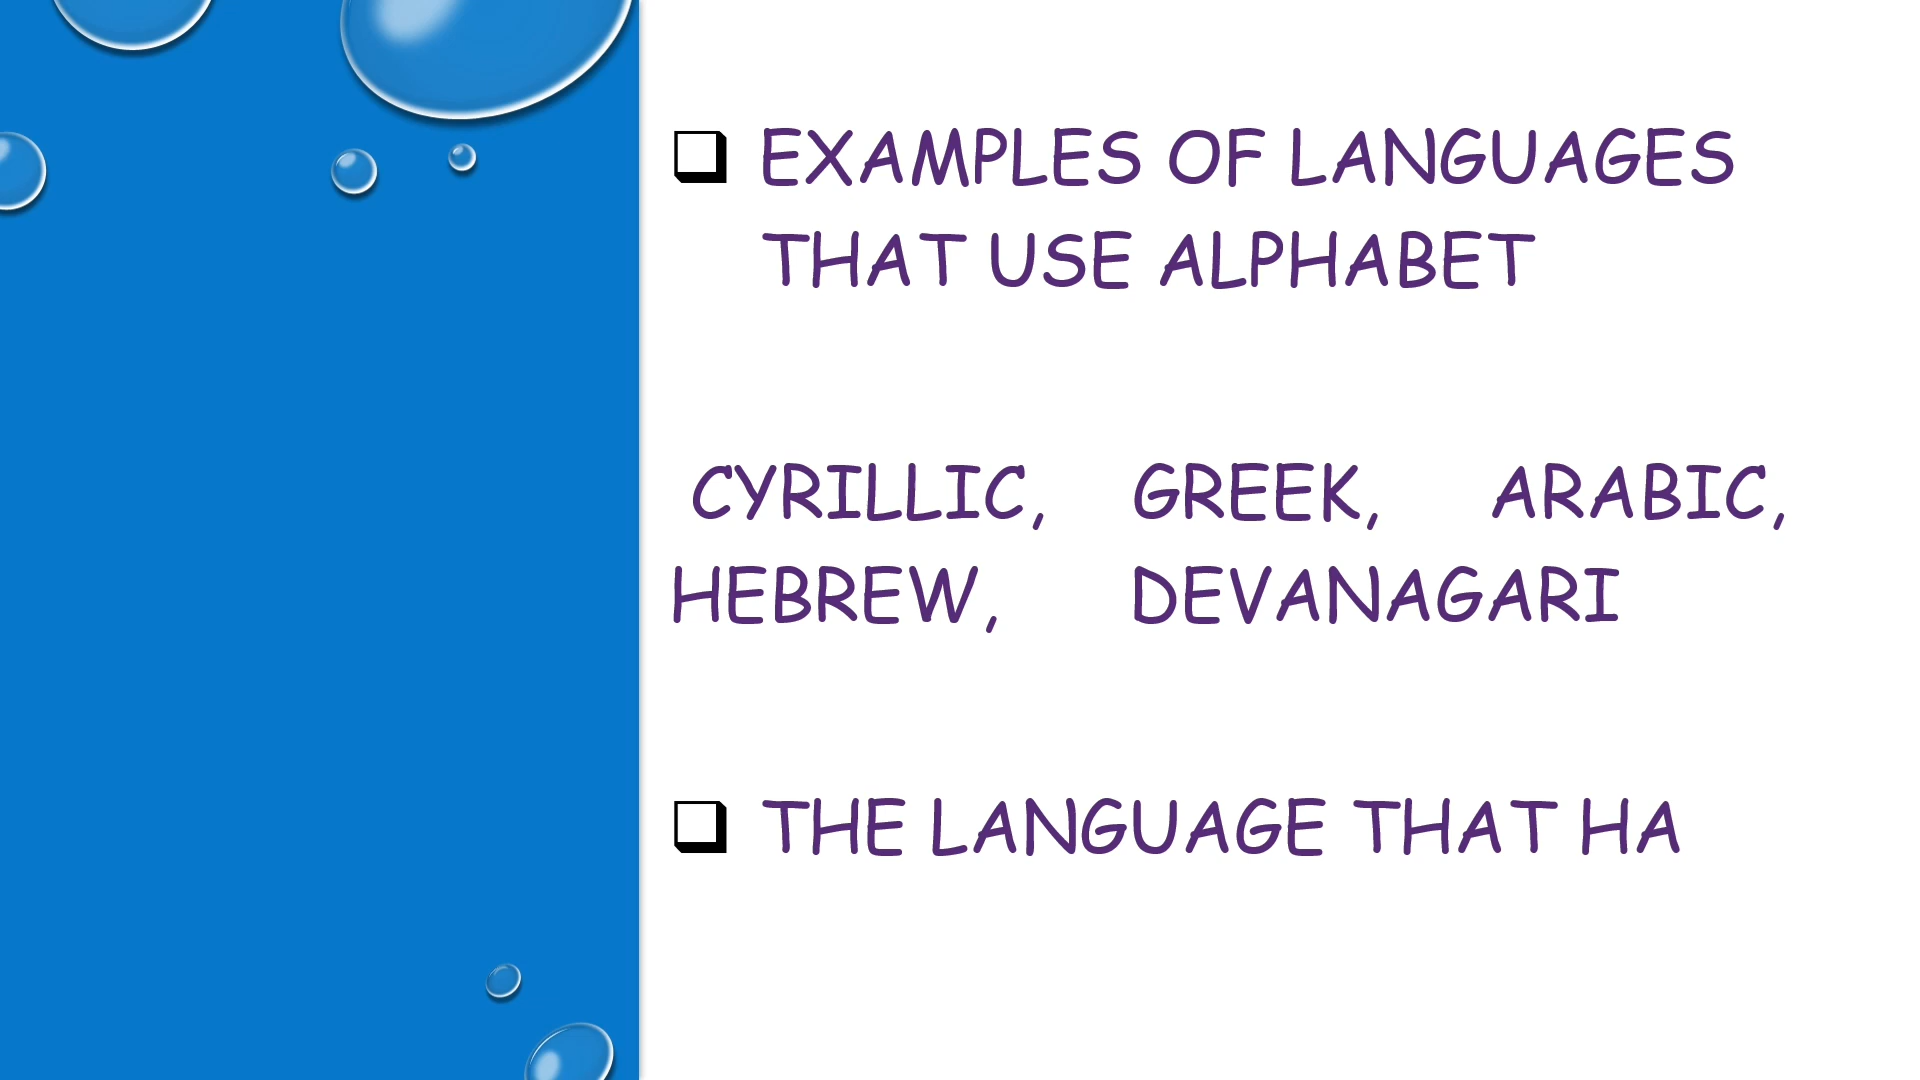 EXAMPLES OF LANGUAGES
THAT USE ALPHABET
CYRILLIC, GREEK, ARABIC,
HEBREW, DEVANAGARI
THE LANGUAGE THAT HA